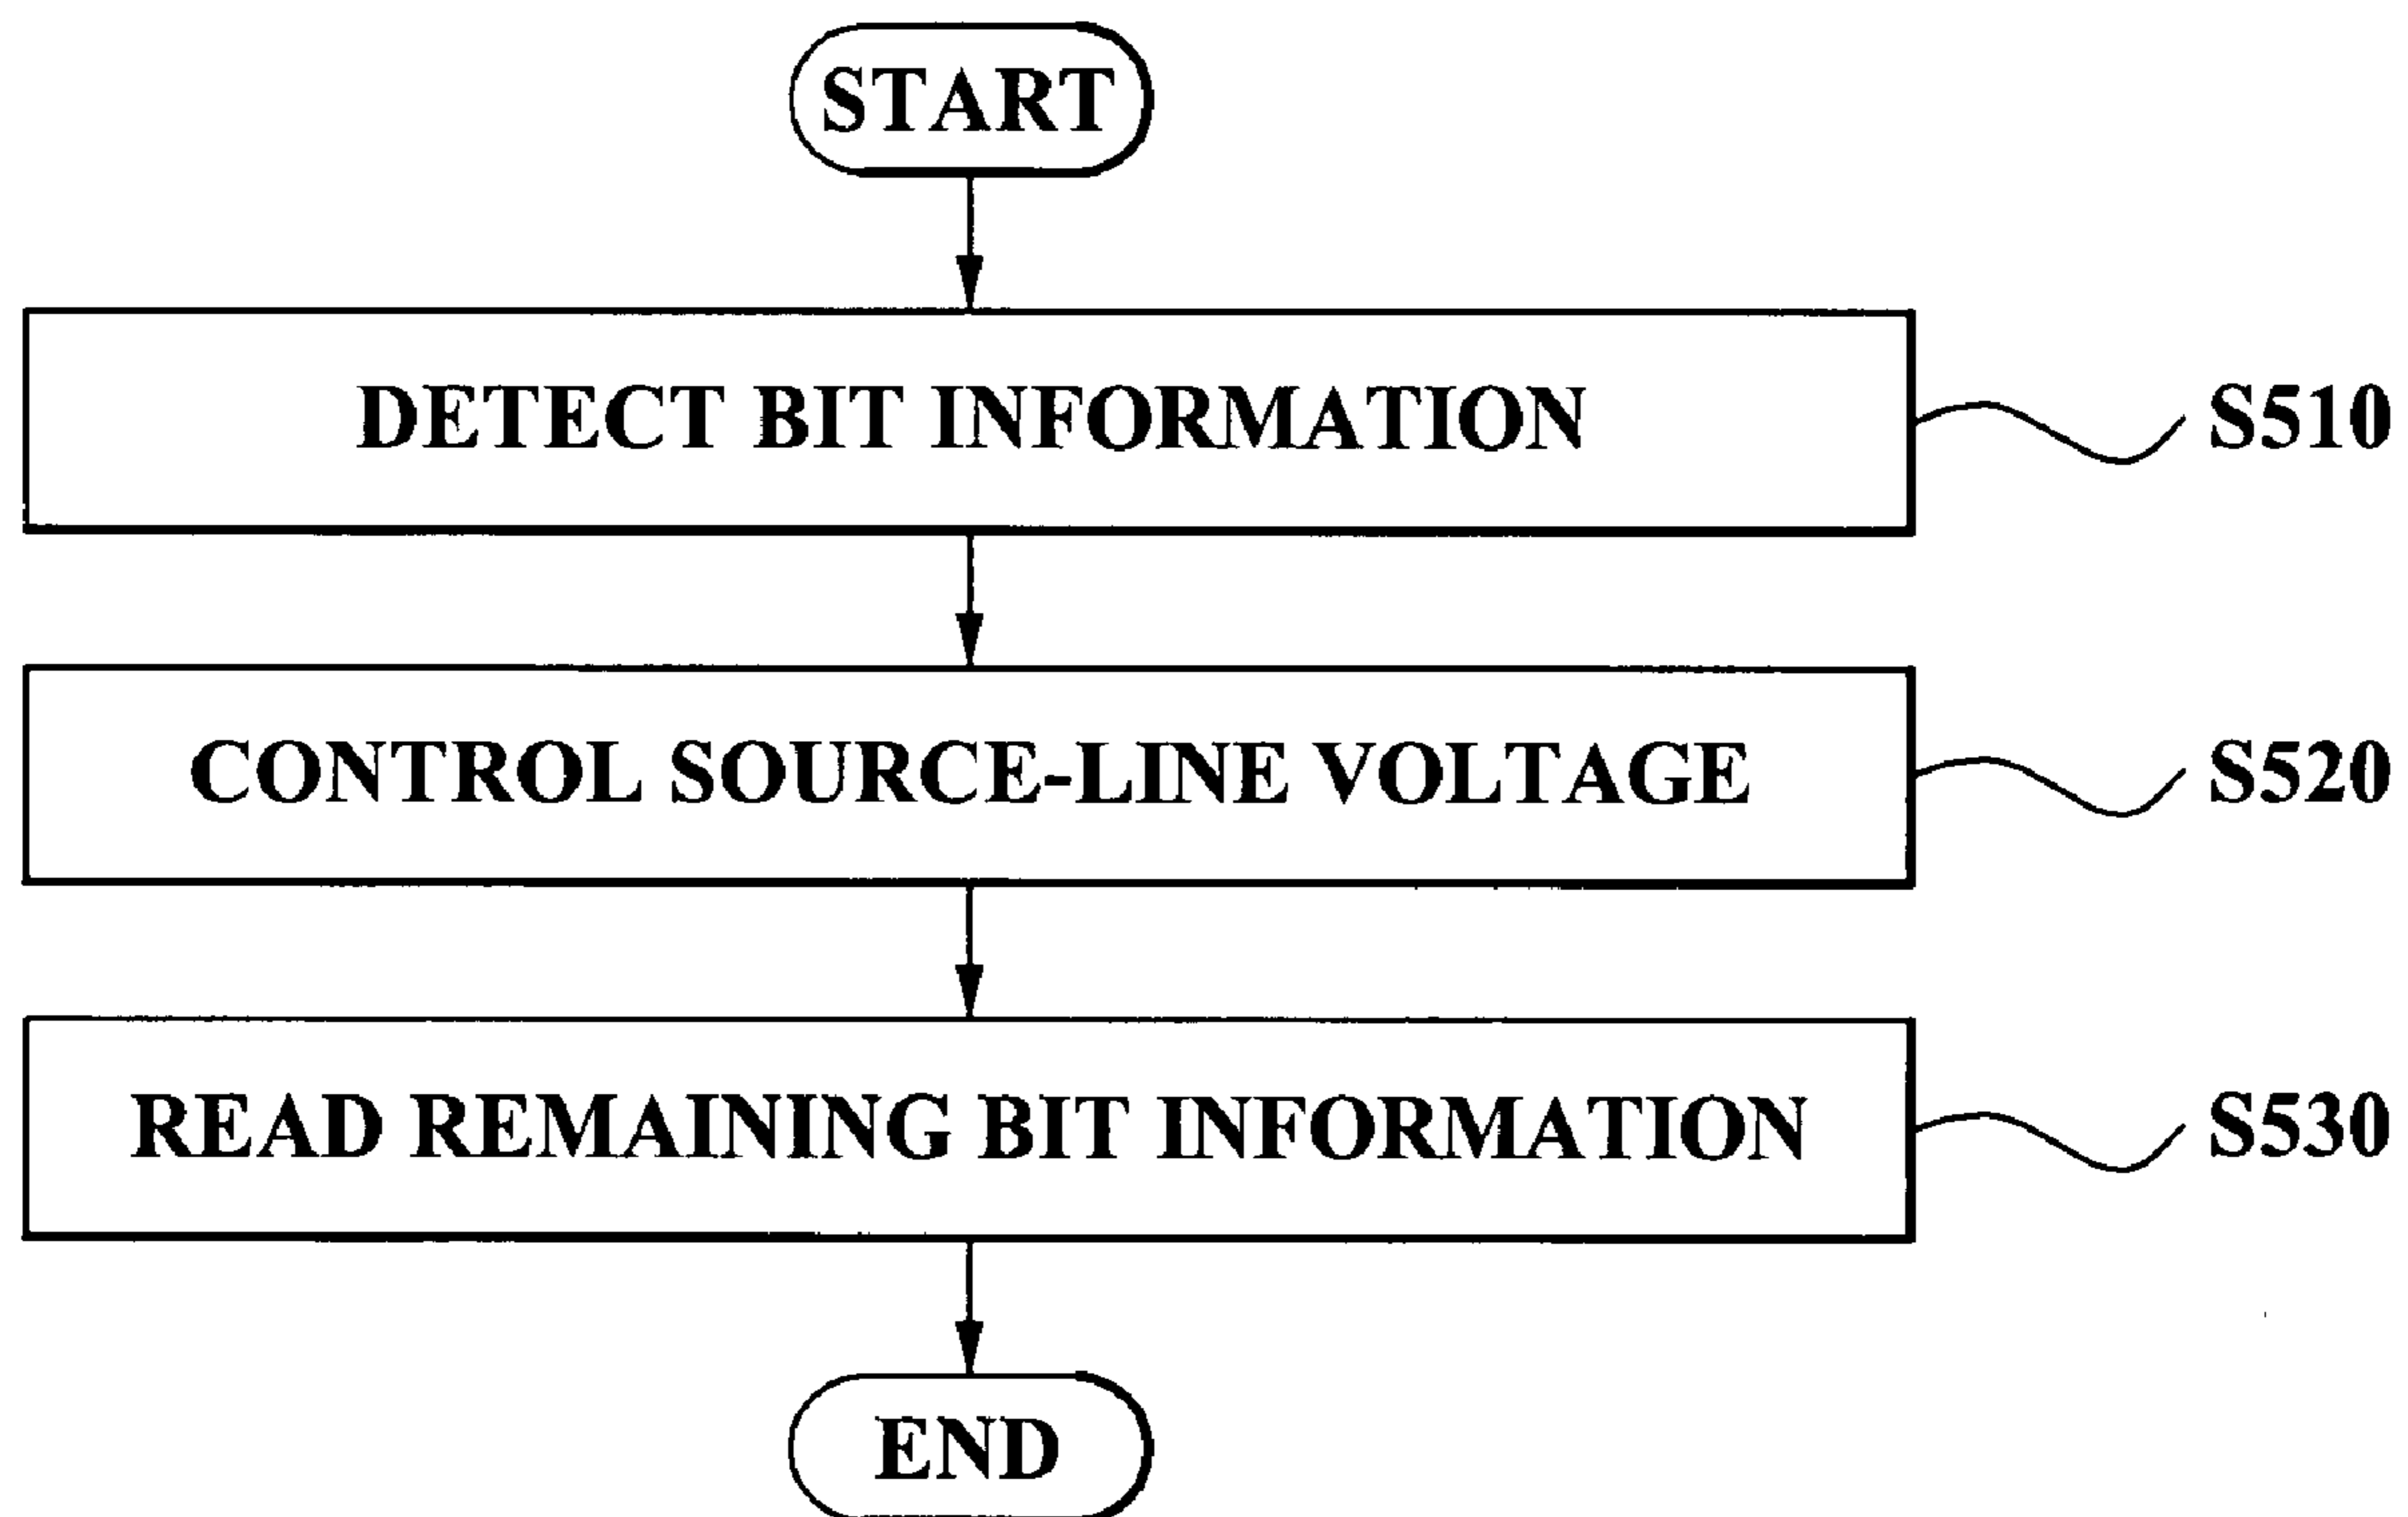 START
DETECT BIT INFORMATION S510
CONTROL SOURCE-LINE VOLTAGE S520
READ REMAINING BIT INFORMATION S530
END